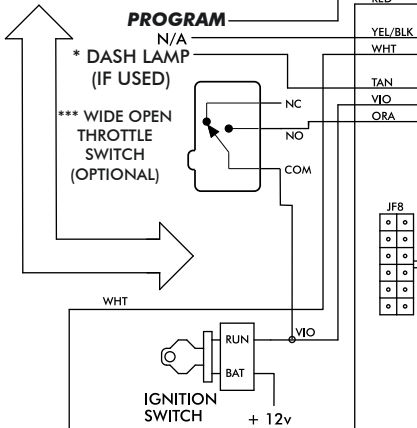 RED
PROGRAM
N/A
YEL/BLK
* DASH LAMP
(IF USED)
WHT
TAN
VIO
ORA
*** WIDE OPEN
THROTTLE
SWITCH
(OPTIONAL)
NC
NO
COM
JF8
WHT
RUN
VIO
BAT
IGNITION
SWITCH
+ 12v